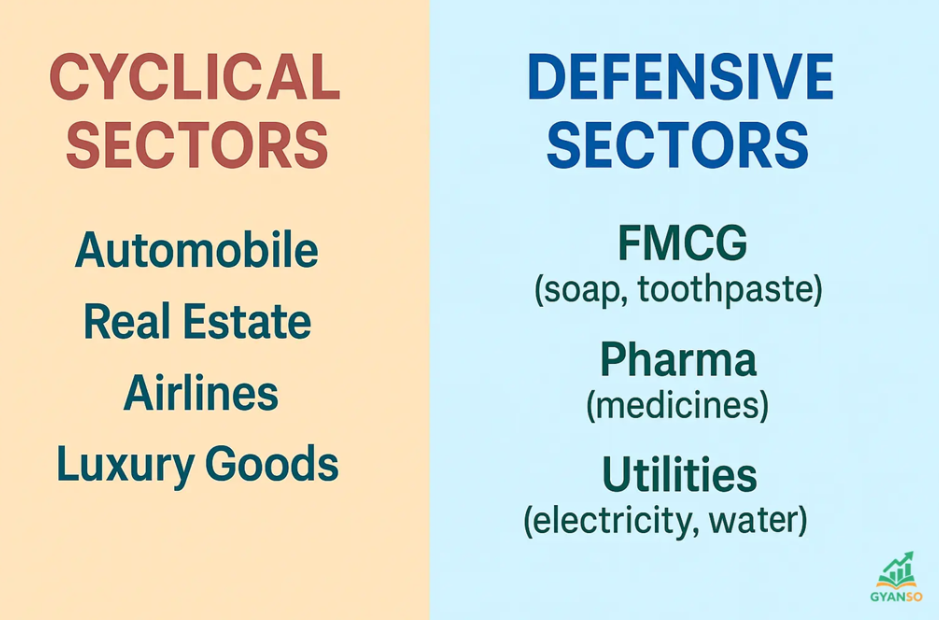 CYCLICAL
SECTORS
Automobile
Real Estate
Airlines
Luxury Goods
DEFENSIVE
SECTORS
FMCG
(soap, toothpaste)
Pharma
(medicines)
Utilities
(electricity, water)
GYANSO